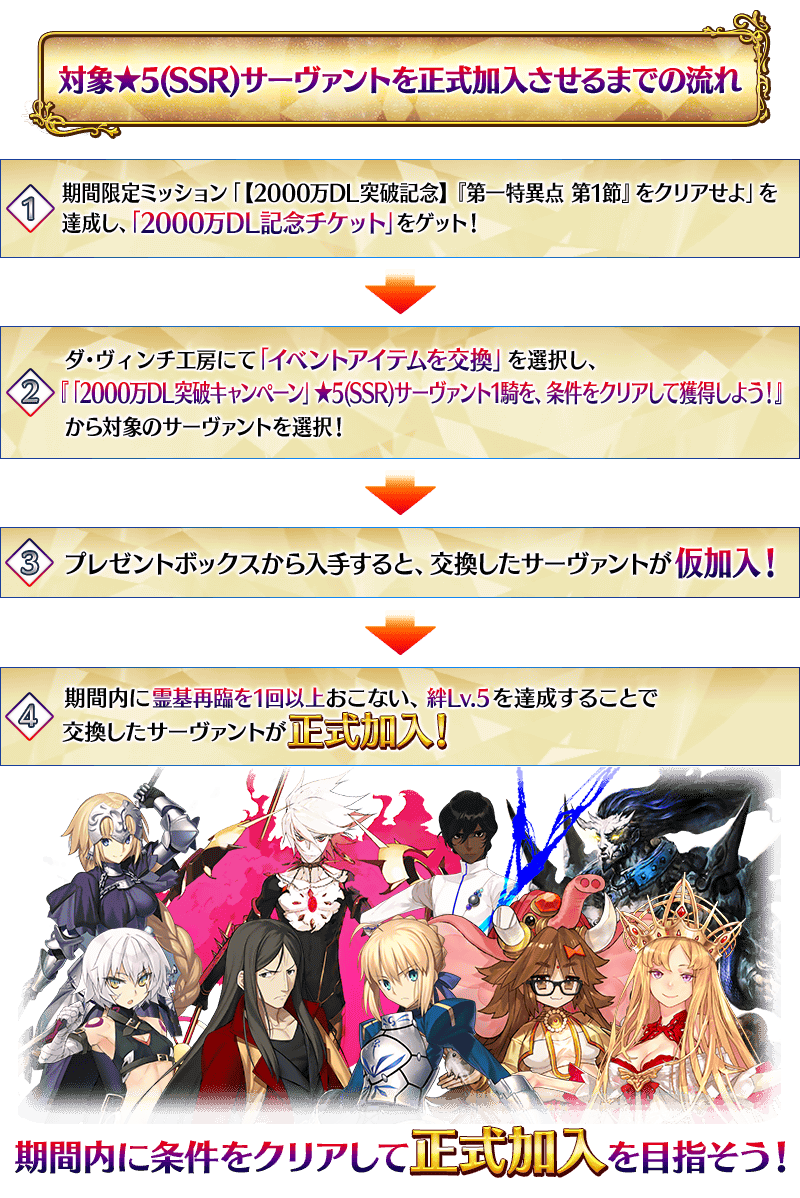 対象★5(SSR)サーヴァントを正式加入させるまでの流れ
1
期間限定ミッション「【2000万DL突破記念】『第一特異点 第1節』をクリアせよ」を
達成し、「2000万DL記念チケット」をゲット!
2
ダ・ヴィンチ工房にて「イベントアイテムを交換」を選択し、
『「2000万DL突破キャンペーン」★5(SSR)サーヴァント1騎を、条件をクリアして獲得しよう!』
から対象のサーヴァントを選択!
3
プレゼントボックスから入手すると、交換したサーヴァントが仮加入!
4
期間内に霊基再臨を1回以上おこない、絆Lv.5を達成することで
交換したサーヴァントが正式加入!
期間内に条件をクリアして正式加入を目指そう!